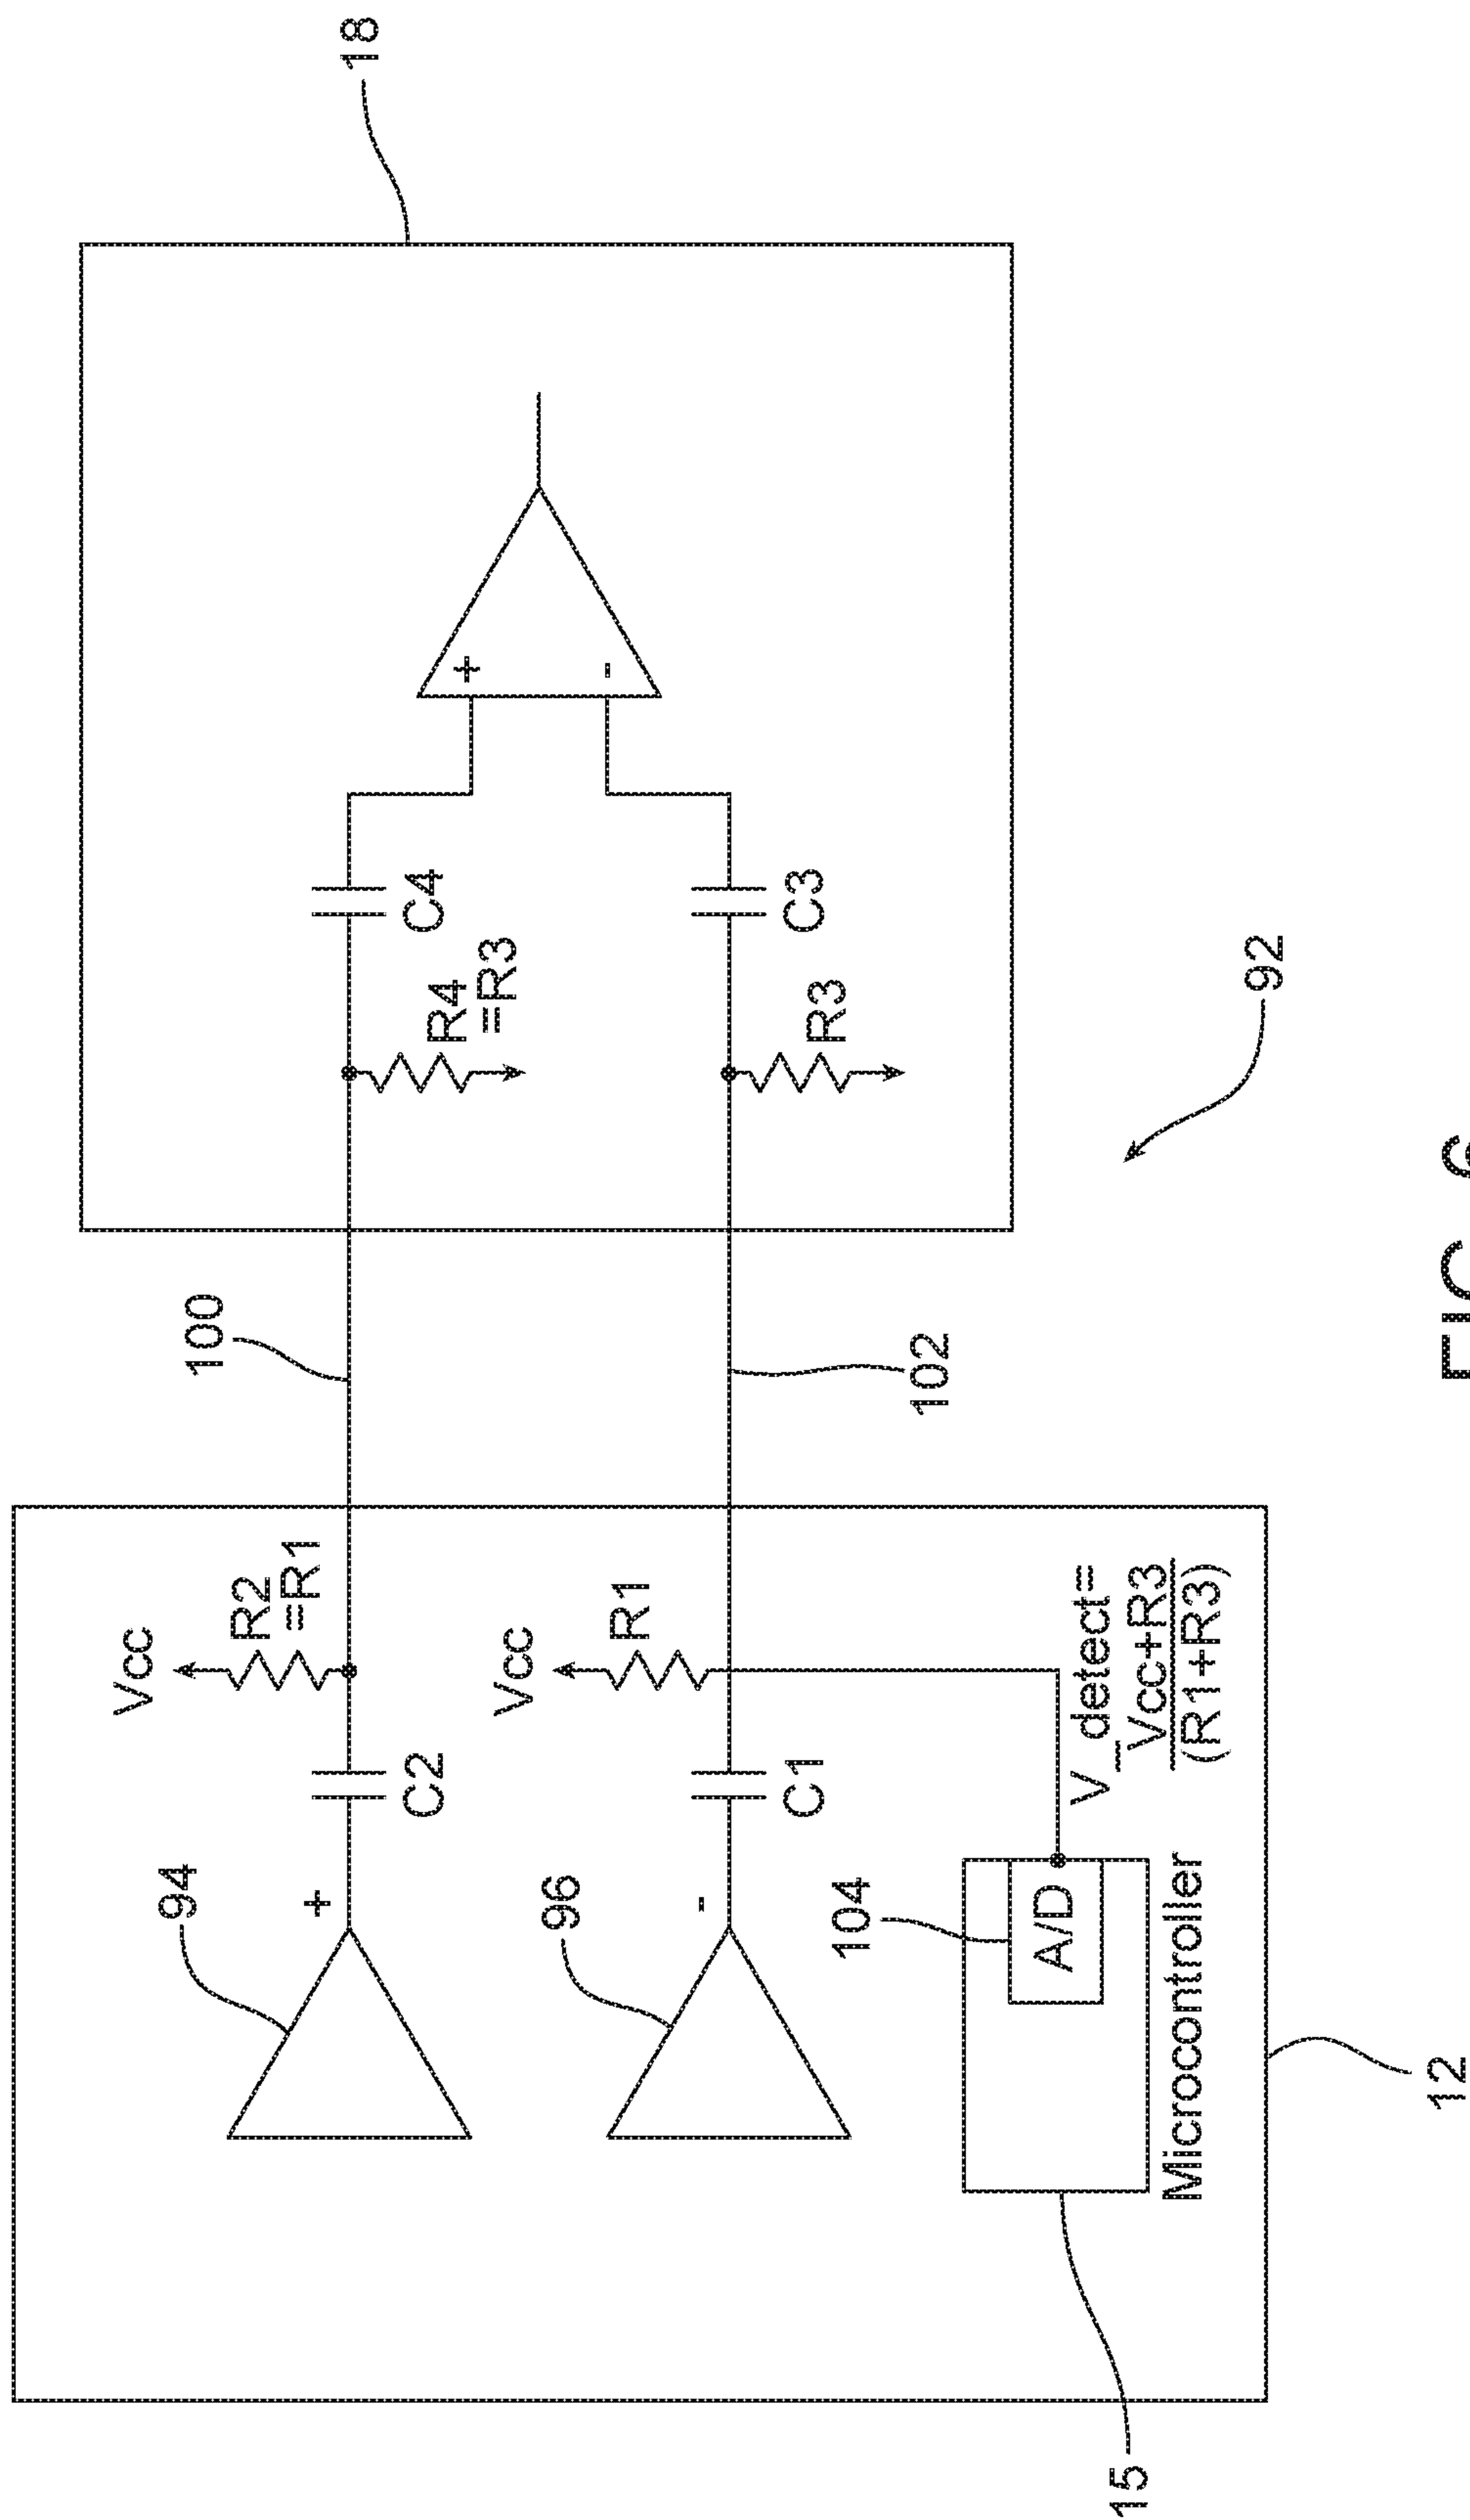 18
94
+
C2
Vcc
R2
=R1
100
R4
=R3
C4
+
-
96
-
C1
Vcc
R1
102
R3
C3
104
A/D
V_detect=
Vcc+R3
(R1+R3)
Microcontroller
15
12
92